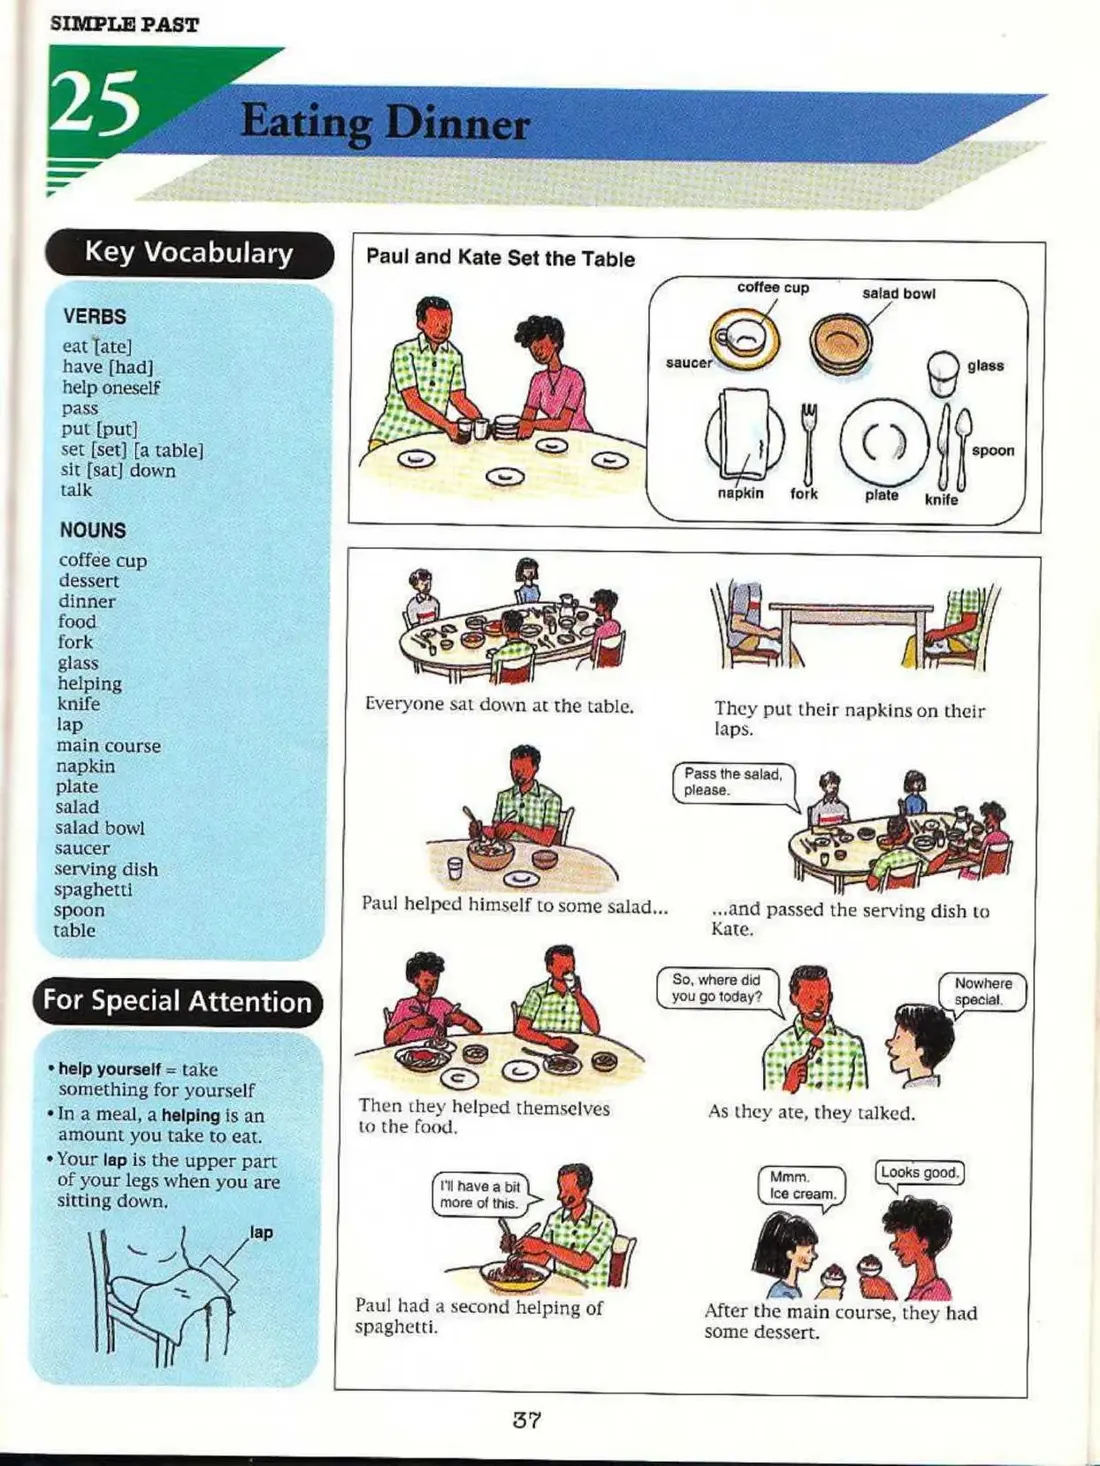 SIMPLE PAST
25
Eating Dinner
Key Vocabulary
VERBS
eat [ate]
have [had]
help oneself
pass
put [put]
set [set] [a table]
sit [sat] down
talk
NOUNS
coffee cup
dessert
dinner
food
fork
glass
helping
knife
lap
main course
napkin
plate
salad
salad bowl
saucer
serving dish
spaghetti
spoon
table
For Special Attention
• help yourself = take
something for yourself
• In a meal, a helping is an
amount you take to eat.
• Your lap is the upper part
of your legs when you are
sitting down.
lap
Paul and Kate Set the Table
coffee cup
salad bowl
saucer
glass
spoon
napkin
fork
plate
knife
Everyone sat down at the table.
They put their napkins on their
laps.
Pass the salad,
please.
Paul helped himself to some salad...
...and passed the serving dish to
Kate.
So, where did
you go today?
Nowhere
special.
Then they helped themselves
to the food.
As they ate, they talked.
I'll have a bit
more of this.
Mmm.
Ice cream.
Looks good.
Paul had a second helping of
spaghetti.
After the main course, they had
some dessert.
37